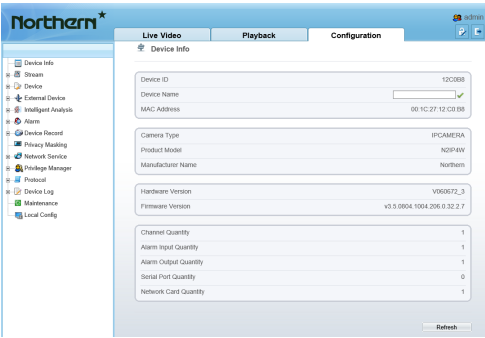 Northern
admin
Live Video
Playback
Configuration
Device Info
Stream
Device
External Device
Intelligent Analysis
Alarm
Device Record
Privacy Masking
Network Service
Privilege Manager
Protocol
Device Log
Maintenance
Local Config
Device Info
Device ID 12C0B8
Device Name
MAC Address 00:1C:27:12:C0:B8
Camera Type IPCAMERA
Product Model N2IP4W
Manufacturer Name Northern
Hardware Version V060672_3
Firmware Version v3.5.0804.1004.206.0.32.2.7
Channel Quantity 1
Alarm Input Quantity 1
Alarm Output Quantity 1
Serial Port Quantity 0
Network Card Quantity 1
Refresh